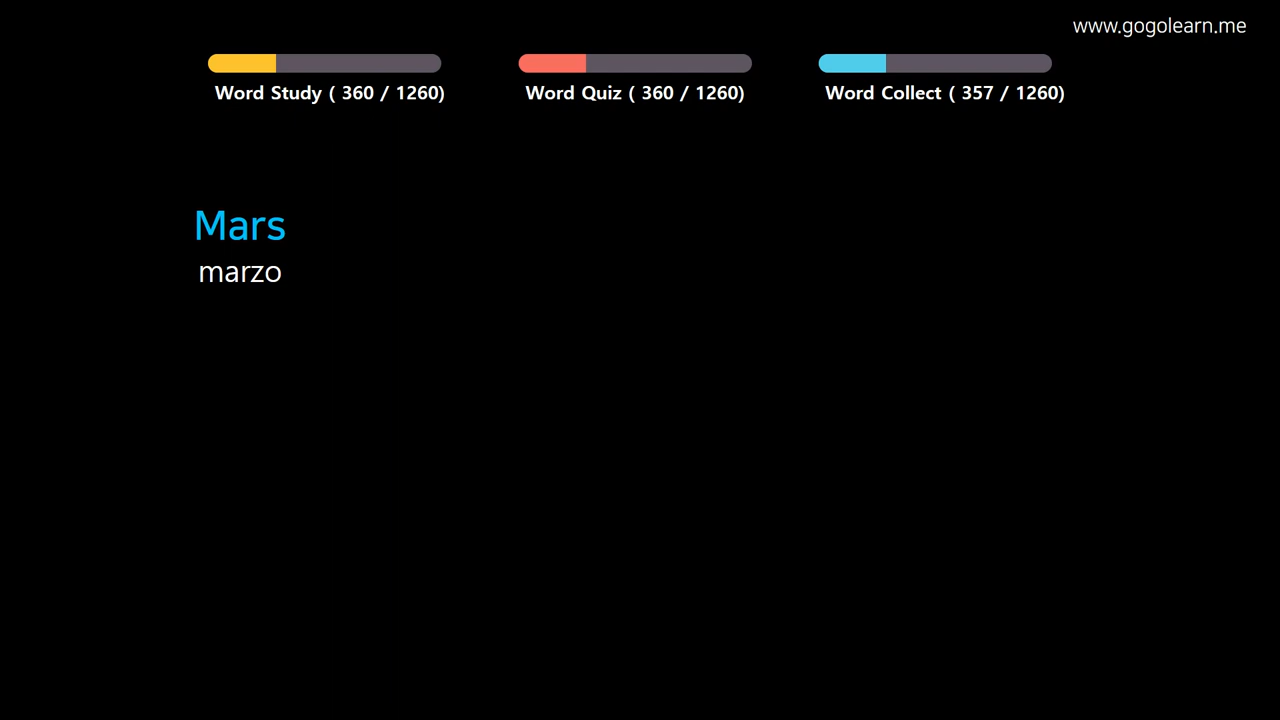 www.gogolearn.me
Word Study ( 360 / 1260)
Word Quiz ( 360 / 1260)
Word Collect ( 357 / 1260)
Mars
marzo